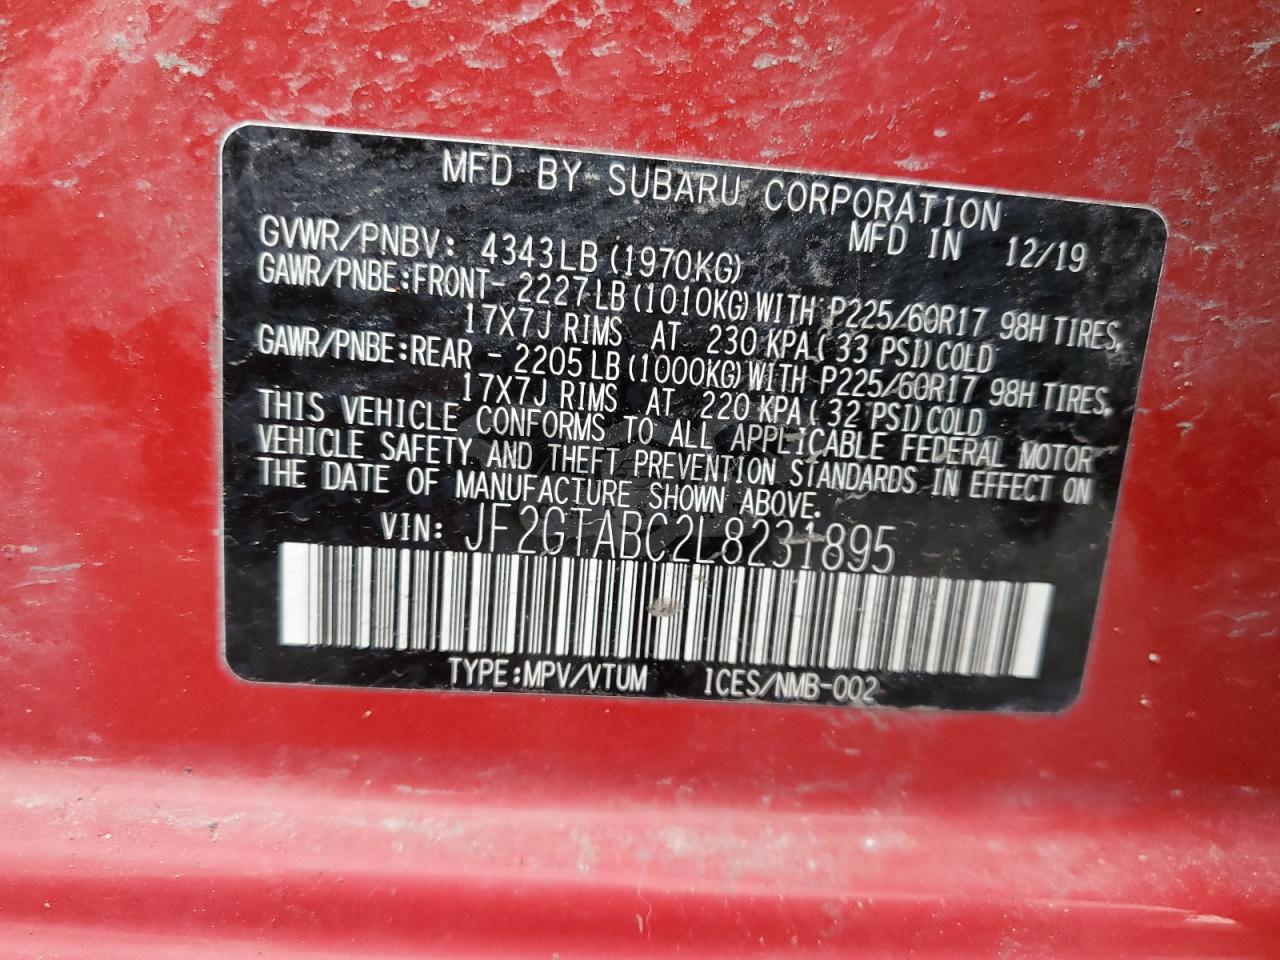 MFD BY SUBARU CORPORATION
MFD IN 12/19
GVWR/PNBV: 4343LB (1970KG)
GAWR/PNBE:FRONT- 2227LB(1010KG)WITH P225/60R17 98H TIRES,
17X7J RIMS AT 230 KPA( 33 PSI)COLD
GAWR/PNBE:REAR - 2205LB(1000KG)WITH P225/60R17 98H TIRES,
17X7J RIMS AT 220 KPA( 32 PSI)COLD
THIS VEHICLE CONFORMS TO ALL APPLICABLE FEDERAL MOTOR
VEHICLE SAFETY AND THEFT PREVENTION STANDARDS IN EFFECT ON
THE DATE OF MANUFACTURE SHOWN ABOVE.
VIN: JF2GTABC2L8231895
TYPE:MPV/VTUM ICES/NMB-002